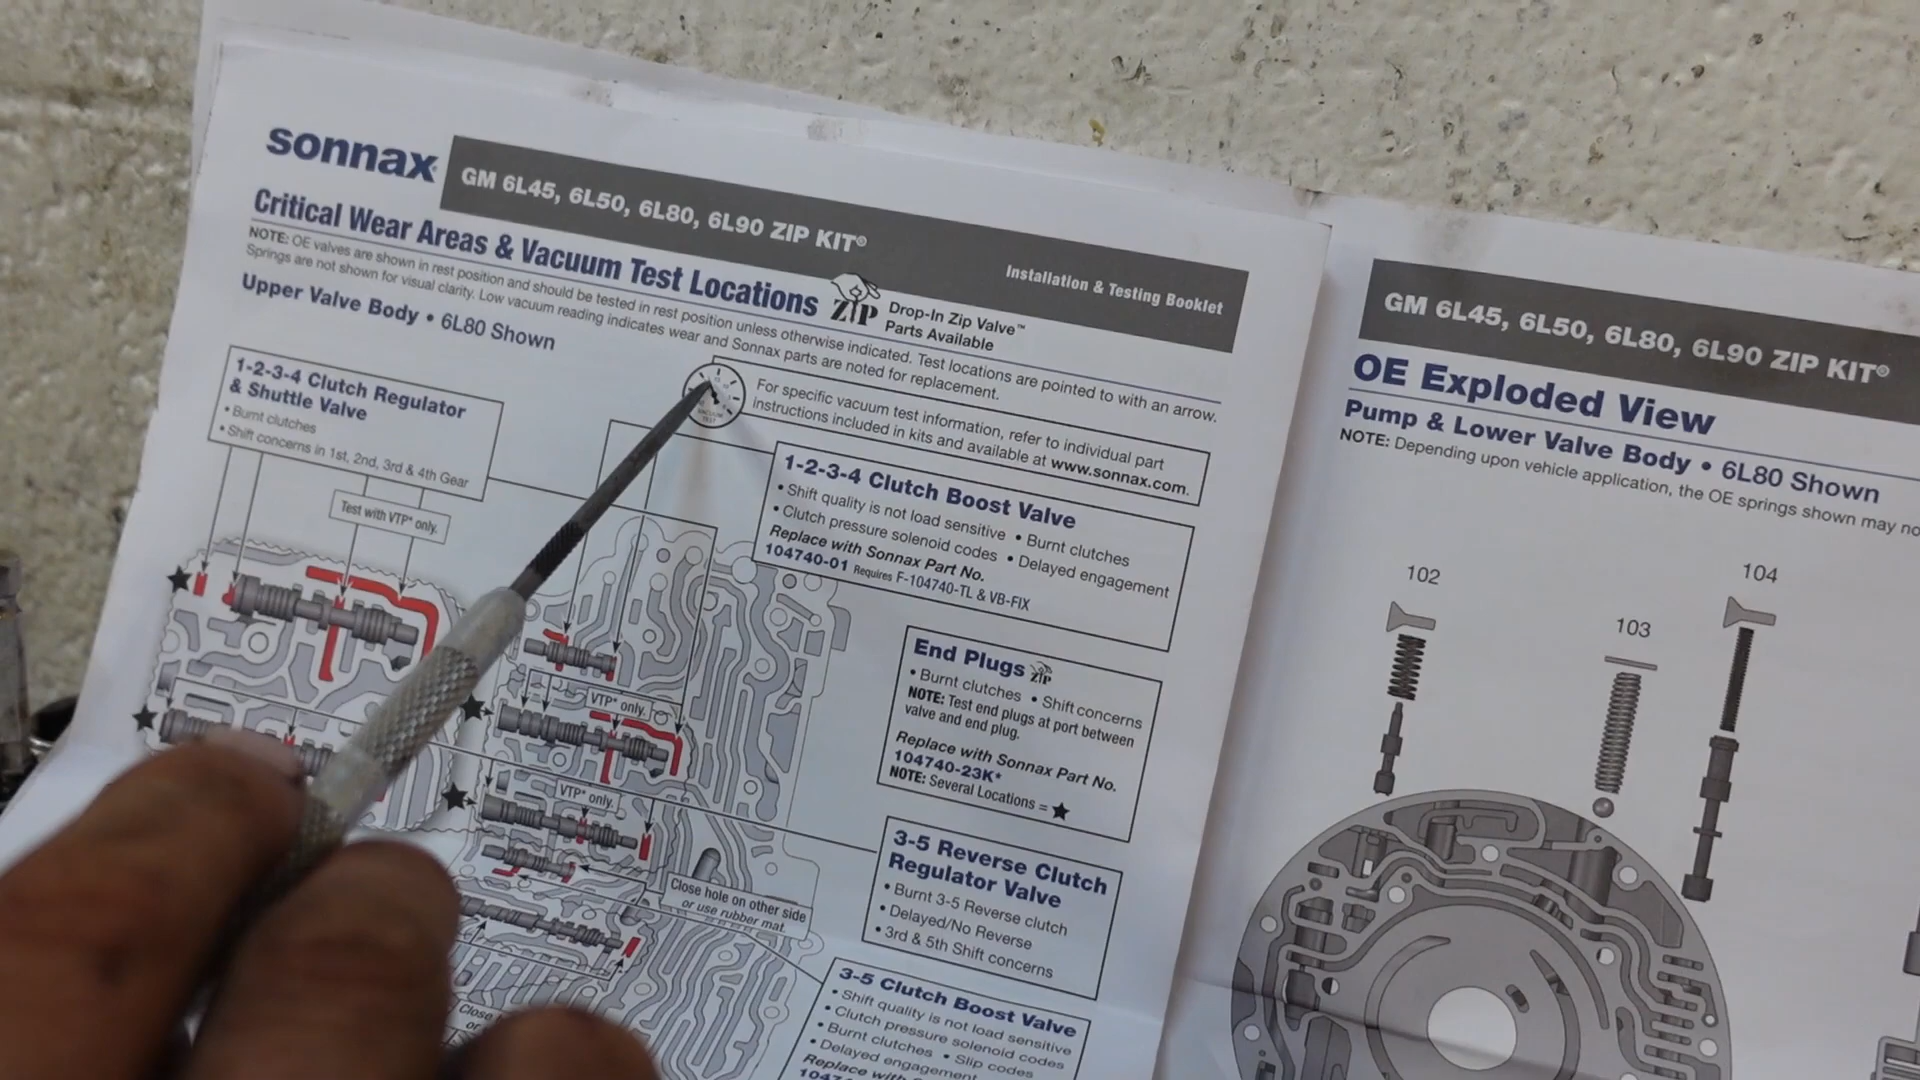 sonnax
GM 6L45, 6L50, 6L80, 6L90 ZIP KIT®
Installation & Testing Booklet
Critical Wear Areas & Vacuum Test Locations
ZIP
Drop-In Zip Valve™
Parts Available
NOTE: OE valves are shown in rest position and should be tested in rest position unless otherwise indicated. Test locations are pointed to with an arrow.
Springs are not shown for visual clarity. Low vacuum reading indicates wear and Sonnax parts are noted for replacement.
Upper Valve Body • 6L80 Shown
VACUUM
TEST
For specific vacuum test information, refer to individual part
instructions included in kits and available at www.sonnax.com.
1-2-3-4 Clutch Regulator
& Shuttle Valve
• Burnt clutches
• Shift concerns in 1st, 2nd, 3rd & 4th Gear
Test with VTP* only.
1-2-3-4 Clutch Boost Valve
• Shift quality is not load sensitive • Burnt clutches
• Clutch pressure solenoid codes • Delayed engagement
Replace with Sonnax Part No.
104740-01 Requires F-104740-TL & VB-FIX
End Plugs ZIP
• Burnt clutches • Shift concerns
NOTE: Test end plugs at port between
valve and end plug.
Replace with Sonnax Part No.
104740-23K*
NOTE: Several Locations = ★
VTP* only.
VTP* only.
3-5 Reverse Clutch
Regulator Valve
• Burnt 3-5 Reverse clutch
• Delayed/No Reverse
• 3rd & 5th Shift concerns
Close hole on other side
or use rubber mat.
3-5 Clutch Boost Valve
• Shift quality is not load sensitive
• Clutch pressure solenoid codes
• Burnt clutches • Slip codes
• Delayed engagement
Replace with
Close
or
GM 6L45, 6L50, 6L80, 6L90 ZIP KIT®
OE Exploded View
Pump & Lower Valve Body • 6L80 Shown
NOTE: Depending upon vehicle application, the OE springs shown may
102
103
104